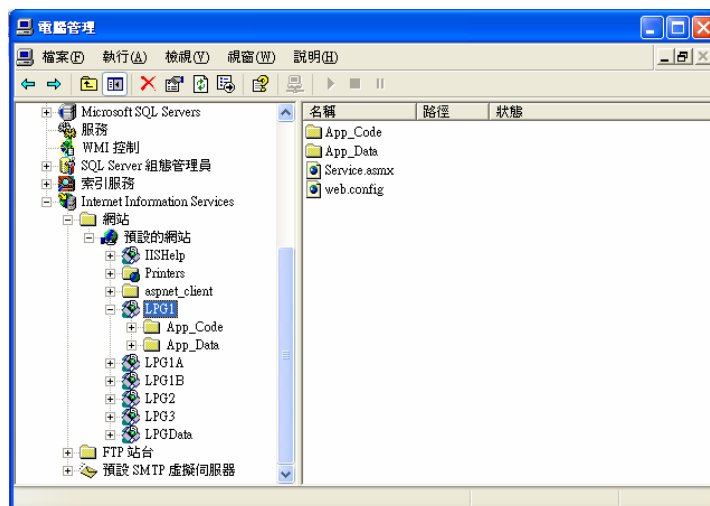 電腦管理
檔案(F) 執行(A) 檢視(V) 視窗(W) 說明(H)
Microsoft SQL Servers
服務
WMI 控制
SQL Server 組態管理員
索引服務
Internet Information Services
網站
預設的網站
IISHelp
Printers
aspnet_client
LPG1
App_Code
App_Data
LPG1A
LPG1B
LPG2
LPG3
LPGData
FTP 站台
預設 SMTP 虛擬伺服器
名稱 路徑 狀態
App_Code
App_Data
Service.asmx
web.config